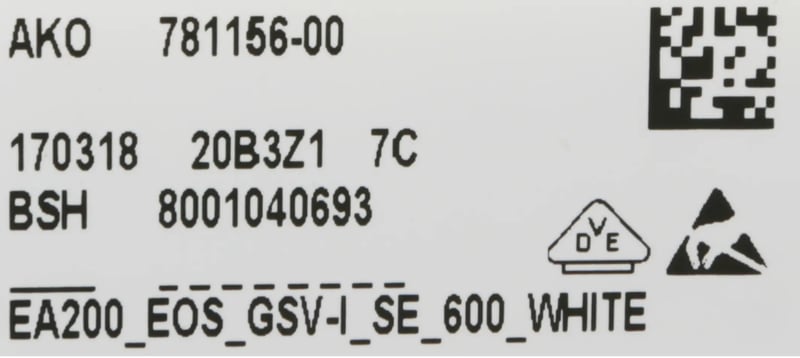 AKO 781156-00
170318 20B3Z1 7C
BSH 8001040693
DVE
EA200_EOS_GSV-I_SE_600_WHITE